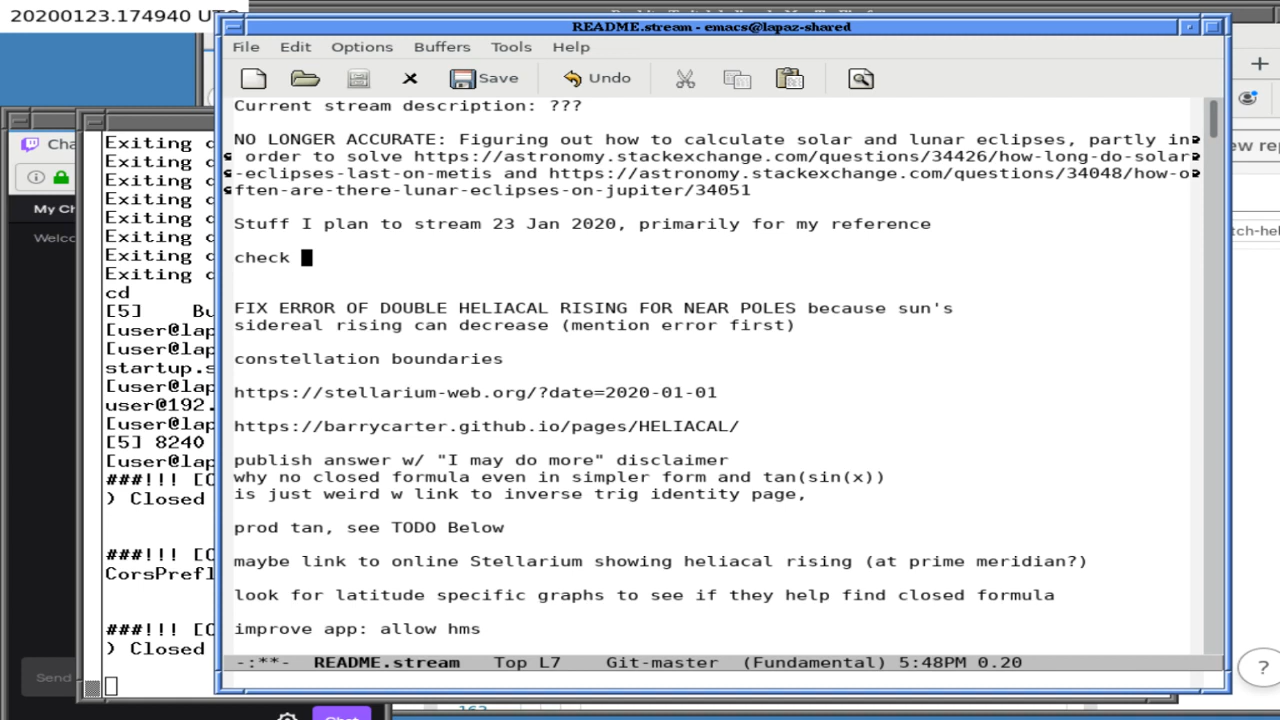 20200123.174940 UTC
README.stream - emacs@lapaz-shared
File Edit Options Buffers Tools Help
Save Undo
Current stream description: ???
NO LONGER ACCURATE: Figuring out how to calculate solar and lunar eclipses, partly in
order to solve https://astronomy.stackexchange.com/questions/34426/how-long-do-solar
-eclipses-last-on-metis and https://astronomy.stackexchange.com/questions/34048/how-o
ften-are-there-lunar-eclipses-on-jupiter/34051
Stuff I plan to stream 23 Jan 2020, primarily for my reference
check
FIX ERROR OF DOUBLE HELIACAL RISING FOR NEAR POLES because sun's
sidereal rising can decrease (mention error first)
constellation boundaries
https://stellarium-web.org/?date=2020-01-01
https://barrycarter.github.io/pages/HELIACAL/
publish answer w/ "I may do more" disclaimer
why no closed formula even in simpler form and tan(sin(x))
is just weird w link to inverse trig identity page,
prod tan, see TODO Below
maybe link to online Stellarium showing heliacal rising (at prime meridian?)
look for latitude specific graphs to see if they help find closed formula
improve app: allow hms
-:**- README.stream Top L7 Git-master (Fundamental) 5:48PM 0.20
Cha
My Ch
Welco
Send
Chat
Exiting c
Exiting c
Exiting c
Exiting c
Exiting c
Exiting c
Exiting c
Exiting c
cd
[5] Bu
[user@lap
[user@lap
startup.s
[user@lap
user@192.
[user@lap
[5] 8240
[user@lap
###!!! [C
) Closed
###!!! [C
CorsPrefl
###!!! [C
) Closed
ew rep
tch-hel
?
163